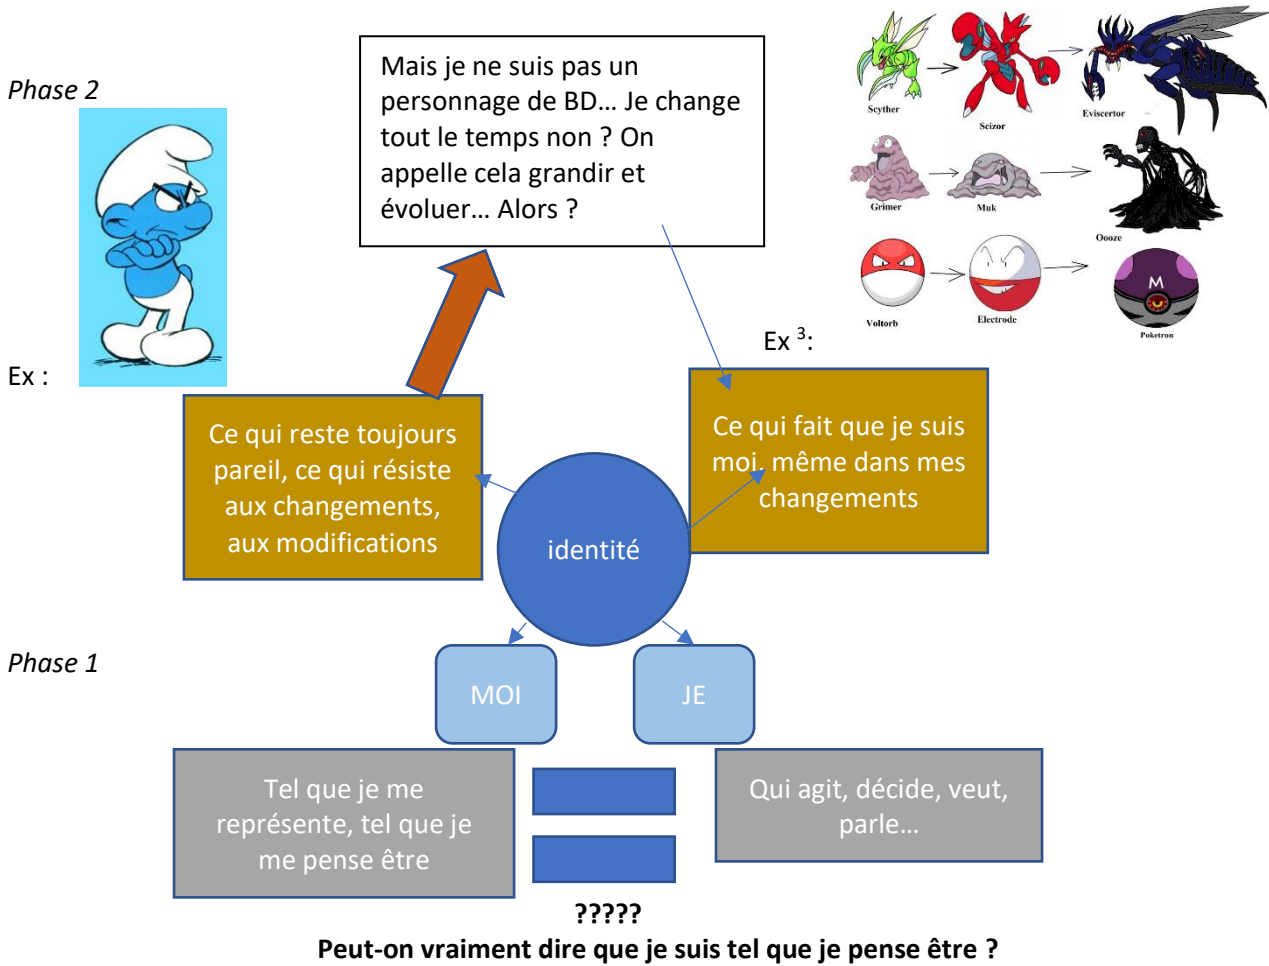 Phase 2
Mais je ne suis pas un
personnage de BD… Je change
tout le temps non ? On
appelle cela grandir et
évoluer… Alors ?
Scyther
Scizor
Eviscertor
Grimer
Muk
Oooze
M
Voltorb
Electrode
Poketron
Ex :
Ex ³:
Ce qui reste toujours
pareil, ce qui résiste
aux changements,
aux modifications
Ce qui fait que je suis
moi, même dans mes
changements
identité
Phase 1
MOI
JE
Tel que je me
représente, tel que je
me pense être
Qui agit, décide, veut,
parle…
?????
Peut-on vraiment dire que je suis tel que je pense être ?